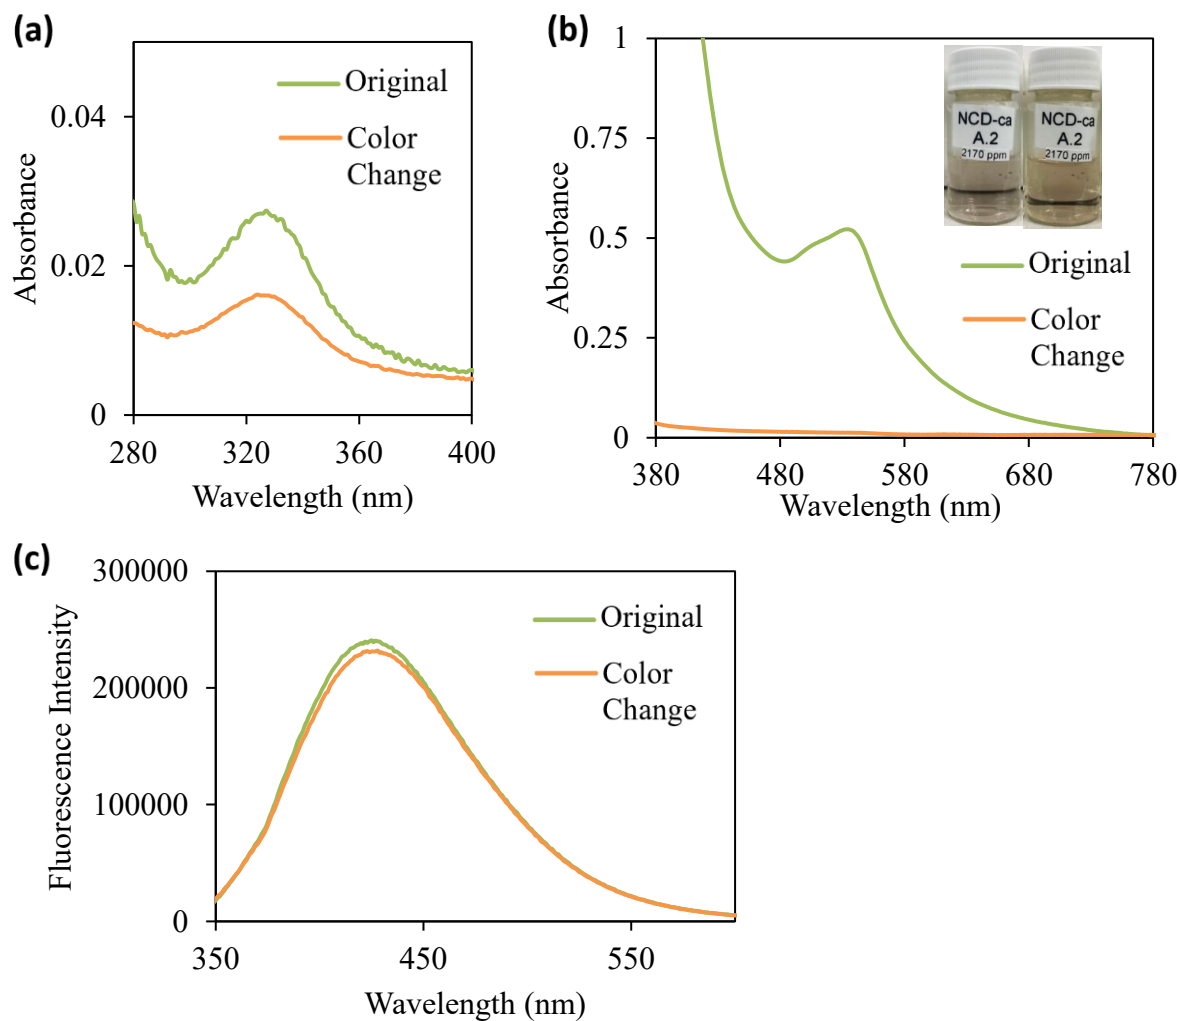 (a)
Absorbance
0.04
0.02
0
280
320
360
400
Wavelength (nm)
Original
Color
Change
(b)
Absorbance
1
0.75
0.5
0.25
0
380
480
580
680
780
Wavelength (nm)
NCD-ca
A.2
2170 ppm
NCD-ca
A.2
2170 ppm
Original
Color
Change
(c)
Fluorescence Intensity
300000
200000
100000
0
350
450
550
Wavelength (nm)
Original
Color
Change